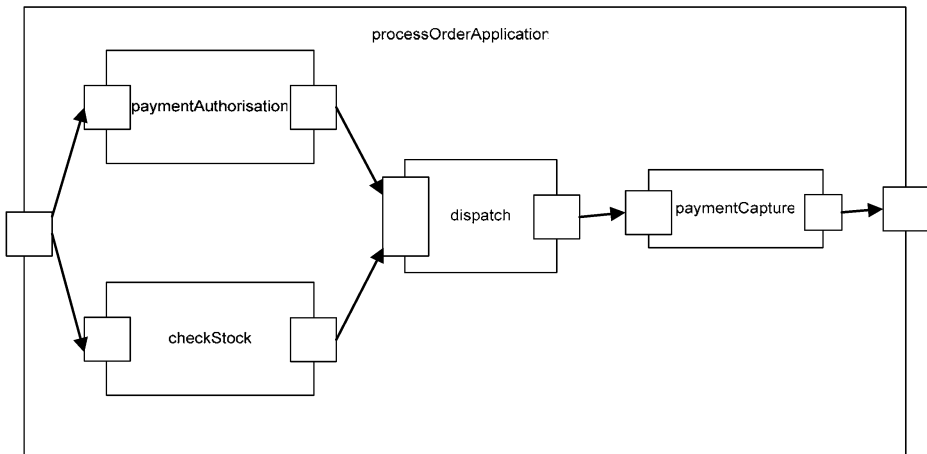 processOrderApplication
paymentAuthorisation
dispatch
paymentCapture
checkStock